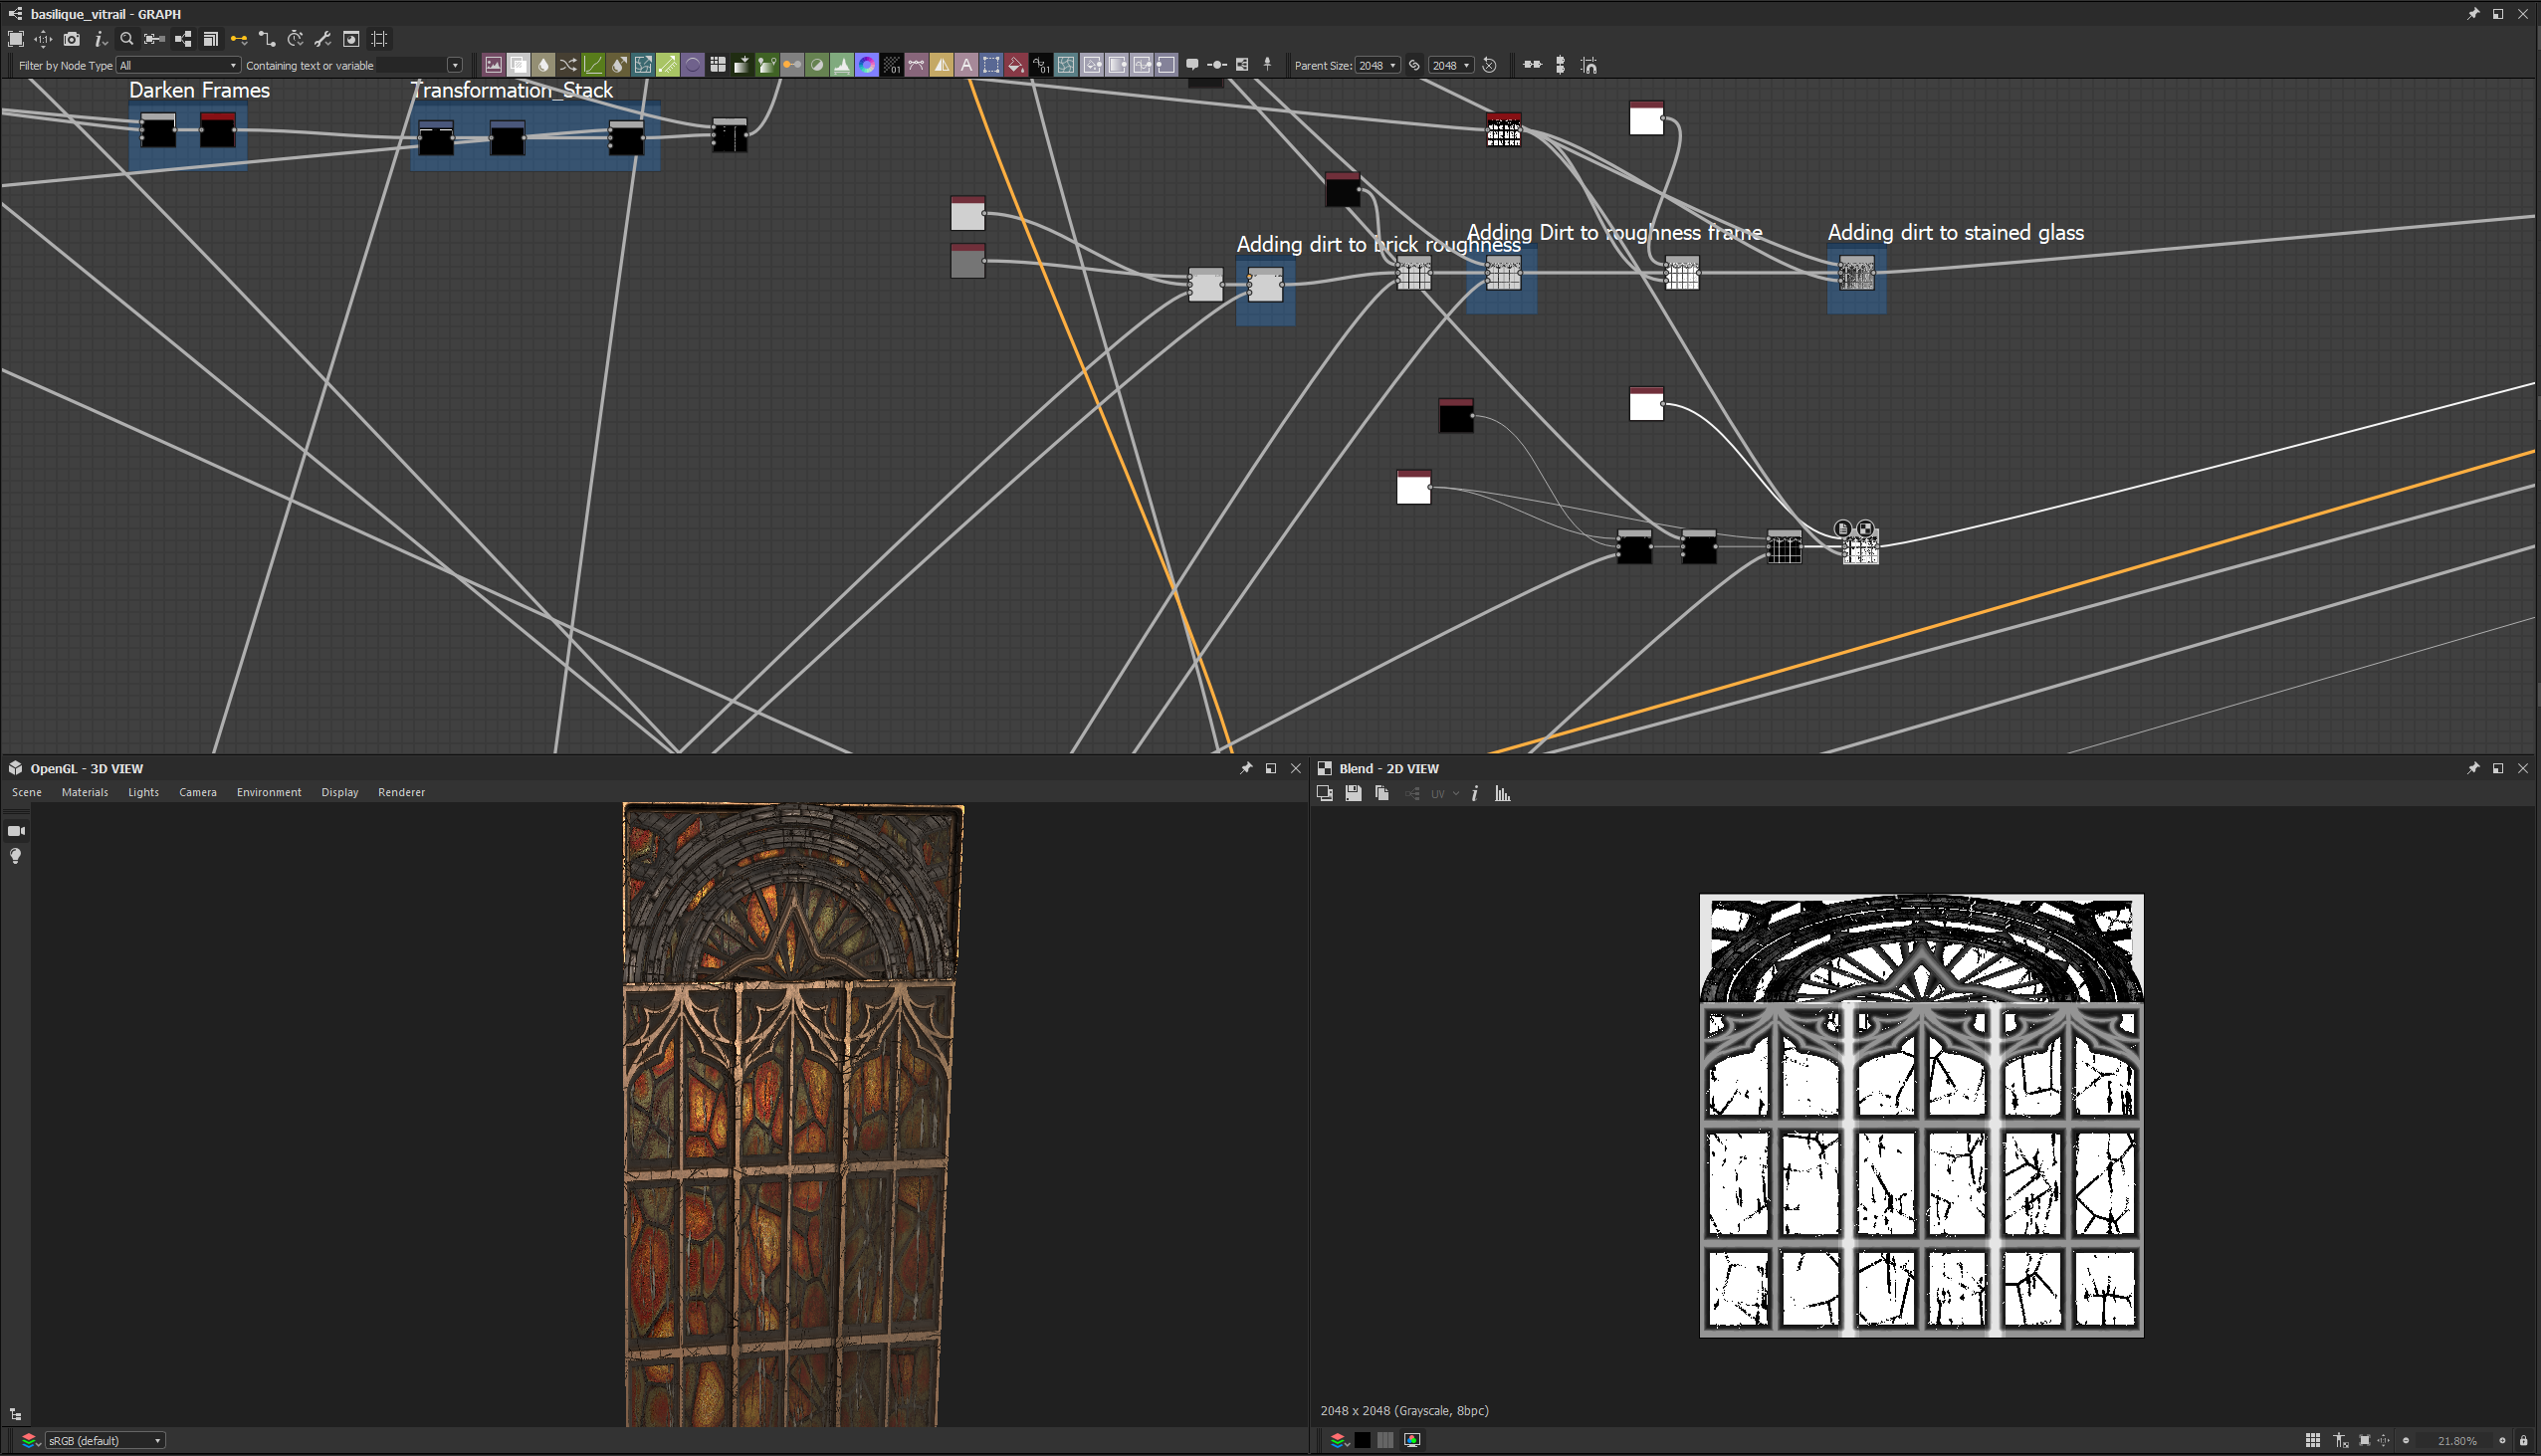 basilique_vitrail - GRAPH
Filter by Node Type All Containing text or variable Parent Size: 2048 2048
Darken Frames
Transformation_Stack
Adding dirt to brick roughness
Adding Dirt to roughness frame
Adding dirt to stained glass
OpenGL - 3D VIEW
Scene Materials Lights Camera Environment Display Renderer
sRGB (default)
Blend - 2D VIEW
UV
2048 x 2048 (Grayscale, 8bpc)
21.80%